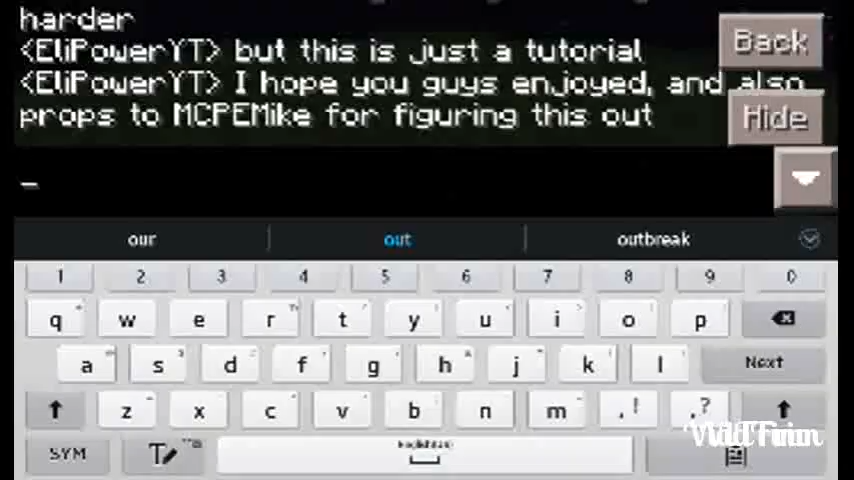 harder
<EliPowerYT> but this is just a tutorial
<EliPowerYT> I hope you guys enjoyed, and also
props to MCPEMike for figuring this out
Back
Hide
_
our out outbreak
1 2 3 4 5 6 7 8 9 0
q w e r t y u i o p
a s d f g h j k l Next
z x c v b n m , ! . ?
SYM T English(US)